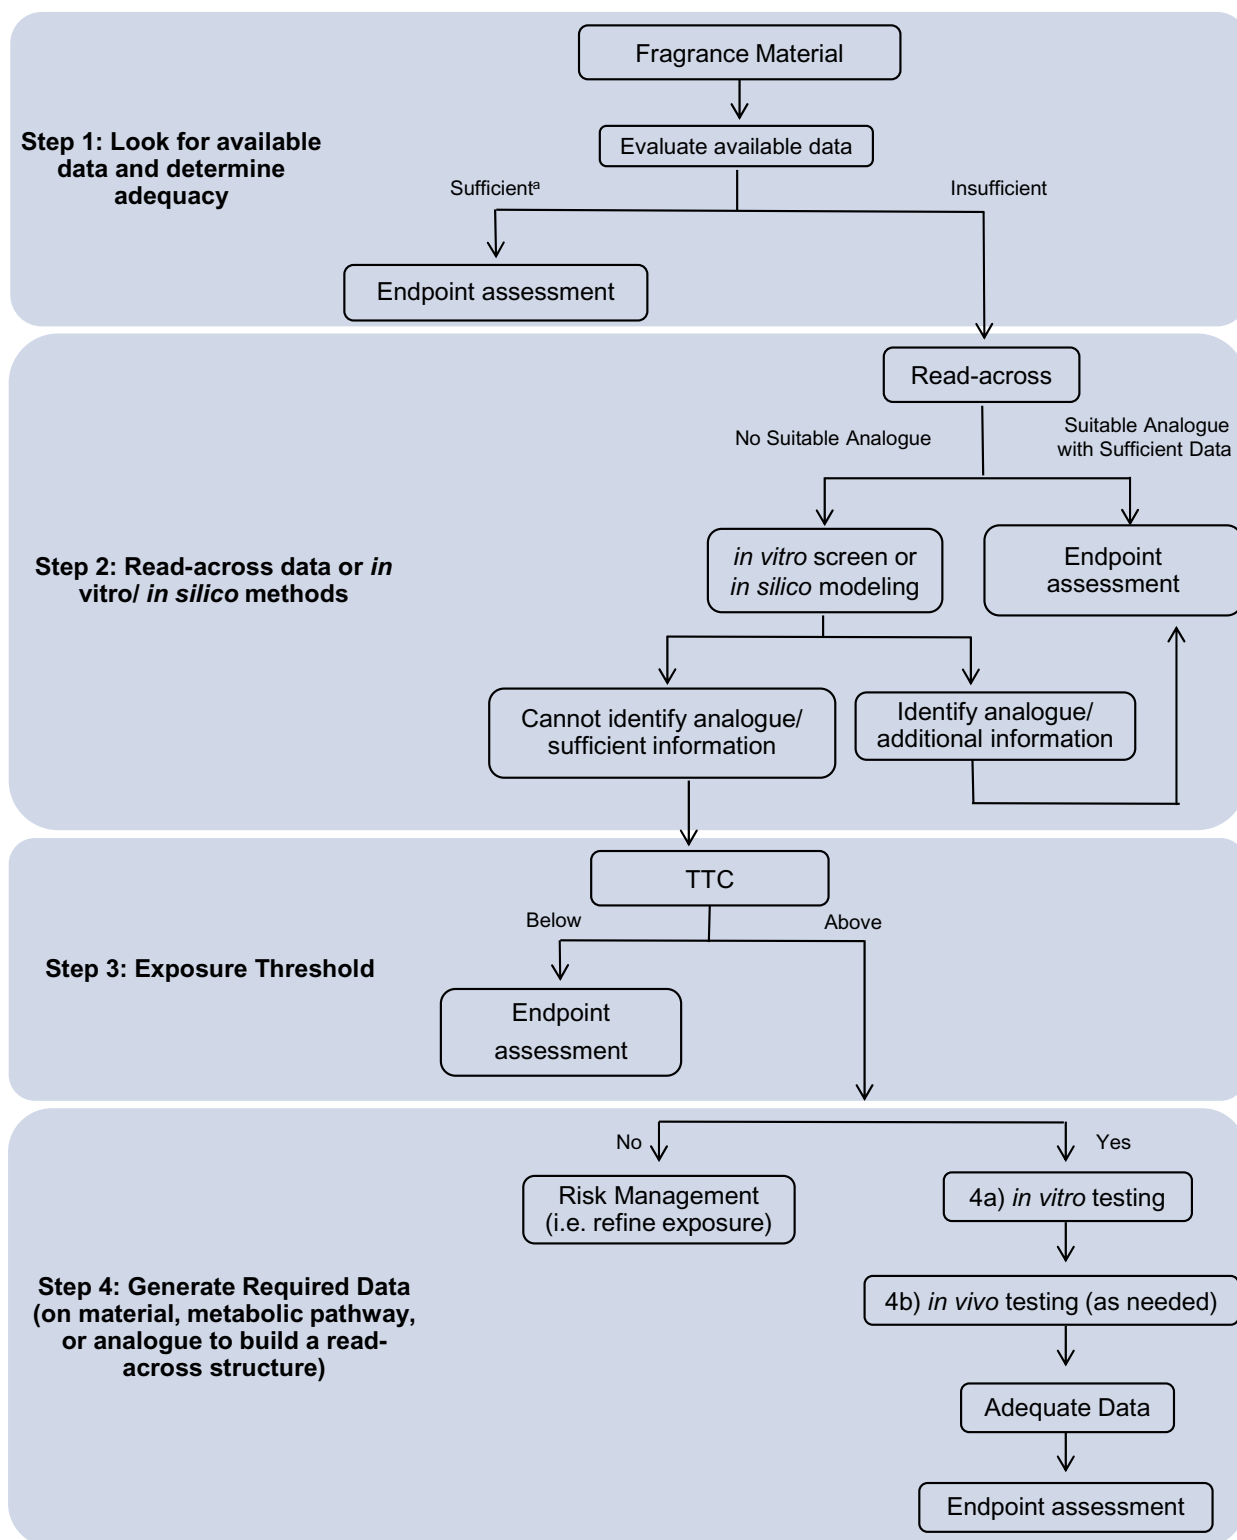 Fragrance Material
Step 1: Look for available
data and determine
adequacy
Evaluate available data
Sufficientᵃ
Insufficient
Endpoint assessment
Read-across
No Suitable Analogue
Suitable Analogue
with Sufficient Data
Step 2: Read-across data or in
vitro/ in silico methods
in vitro screen or
in silico modeling
Endpoint
assessment
Cannot identify analogue/
sufficient information
Identify analogue/
additional information
TTC
Below
Above
Step 3: Exposure Threshold
Endpoint
assessment
No
Yes
Risk Management
(i.e. refine exposure)
4a) in vitro testing
Step 4: Generate Required Data
(on material, metabolic pathway,
or analogue to build a read-
across structure)
4b) in vivo testing (as needed)
Adequate Data
Endpoint assessment